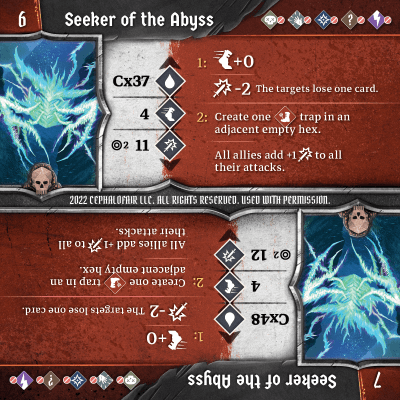 6 Seeker of the Abyss
Cx37
4
2 11
1: +0
-2 The targets lose one card.
2: Create one trap in an
adjacent empty hex.
All allies add +1 to all
their attacks.
2022 CEPHALOFAIR LLC. ALL RIGHTS RESERVED. USED WITH PERMISSION.
7 Seeker of the Abyss
Cx48
4
2 12
1: +0
-2 The targets lose one card.
2: Create one trap in an
adjacent empty hex.
All allies add +1 to all
their attacks.